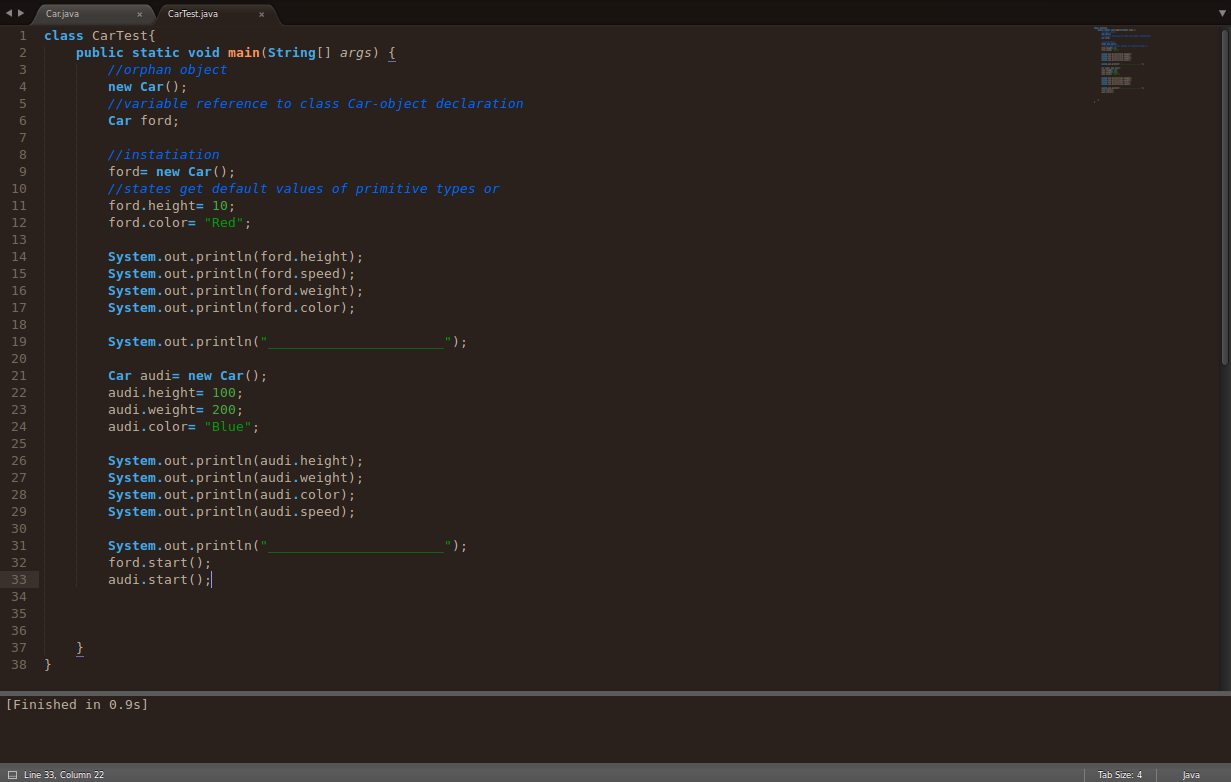 Car.java × CarTest.java ×
1 class CarTest{
2 public static void main(String[] args) {
3 //orphan object
4 new Car();
5 //variable reference to class Car-object declaration
6 Car ford;
7
8 //instatiation
9 ford= new Car();
10 //states get default values of primitive types or
11 ford.height= 10;
12 ford.color= "Red";
13
14 System.out.println(ford.height);
15 System.out.println(ford.speed);
16 System.out.println(ford.weight);
17 System.out.println(ford.color);
18
19 System.out.println("______________________");
20
21 Car audi= new Car();
22 audi.height= 100;
23 audi.weight= 200;
24 audi.color= "Blue";
25
26 System.out.println(audi.height);
27 System.out.println(audi.weight);
28 System.out.println(audi.color);
29 System.out.println(audi.speed);
30
31 System.out.println("______________________");
32 ford.start();
33 audi.start();
34
35
36
37 }
38 }
[Finished in 0.9s]
Line 33, Column 22 Tab Size: 4 Java